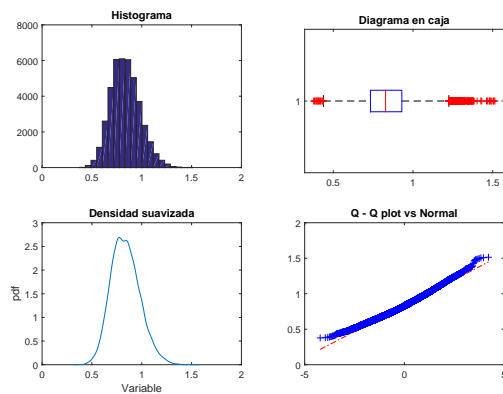 Histograma
8000
6000
4000
2000
0
0 0.5 1 1.5 2
Diagrama en caja
1
0.5 1 1.5
Densidad suavizada
3
2.5
2
1.5
1
0.5
0
pdf
0 0.5 1 1.5 2
Variable
Q - Q plot vs Normal
2
1.5
1
0.5
0
-5 0 5